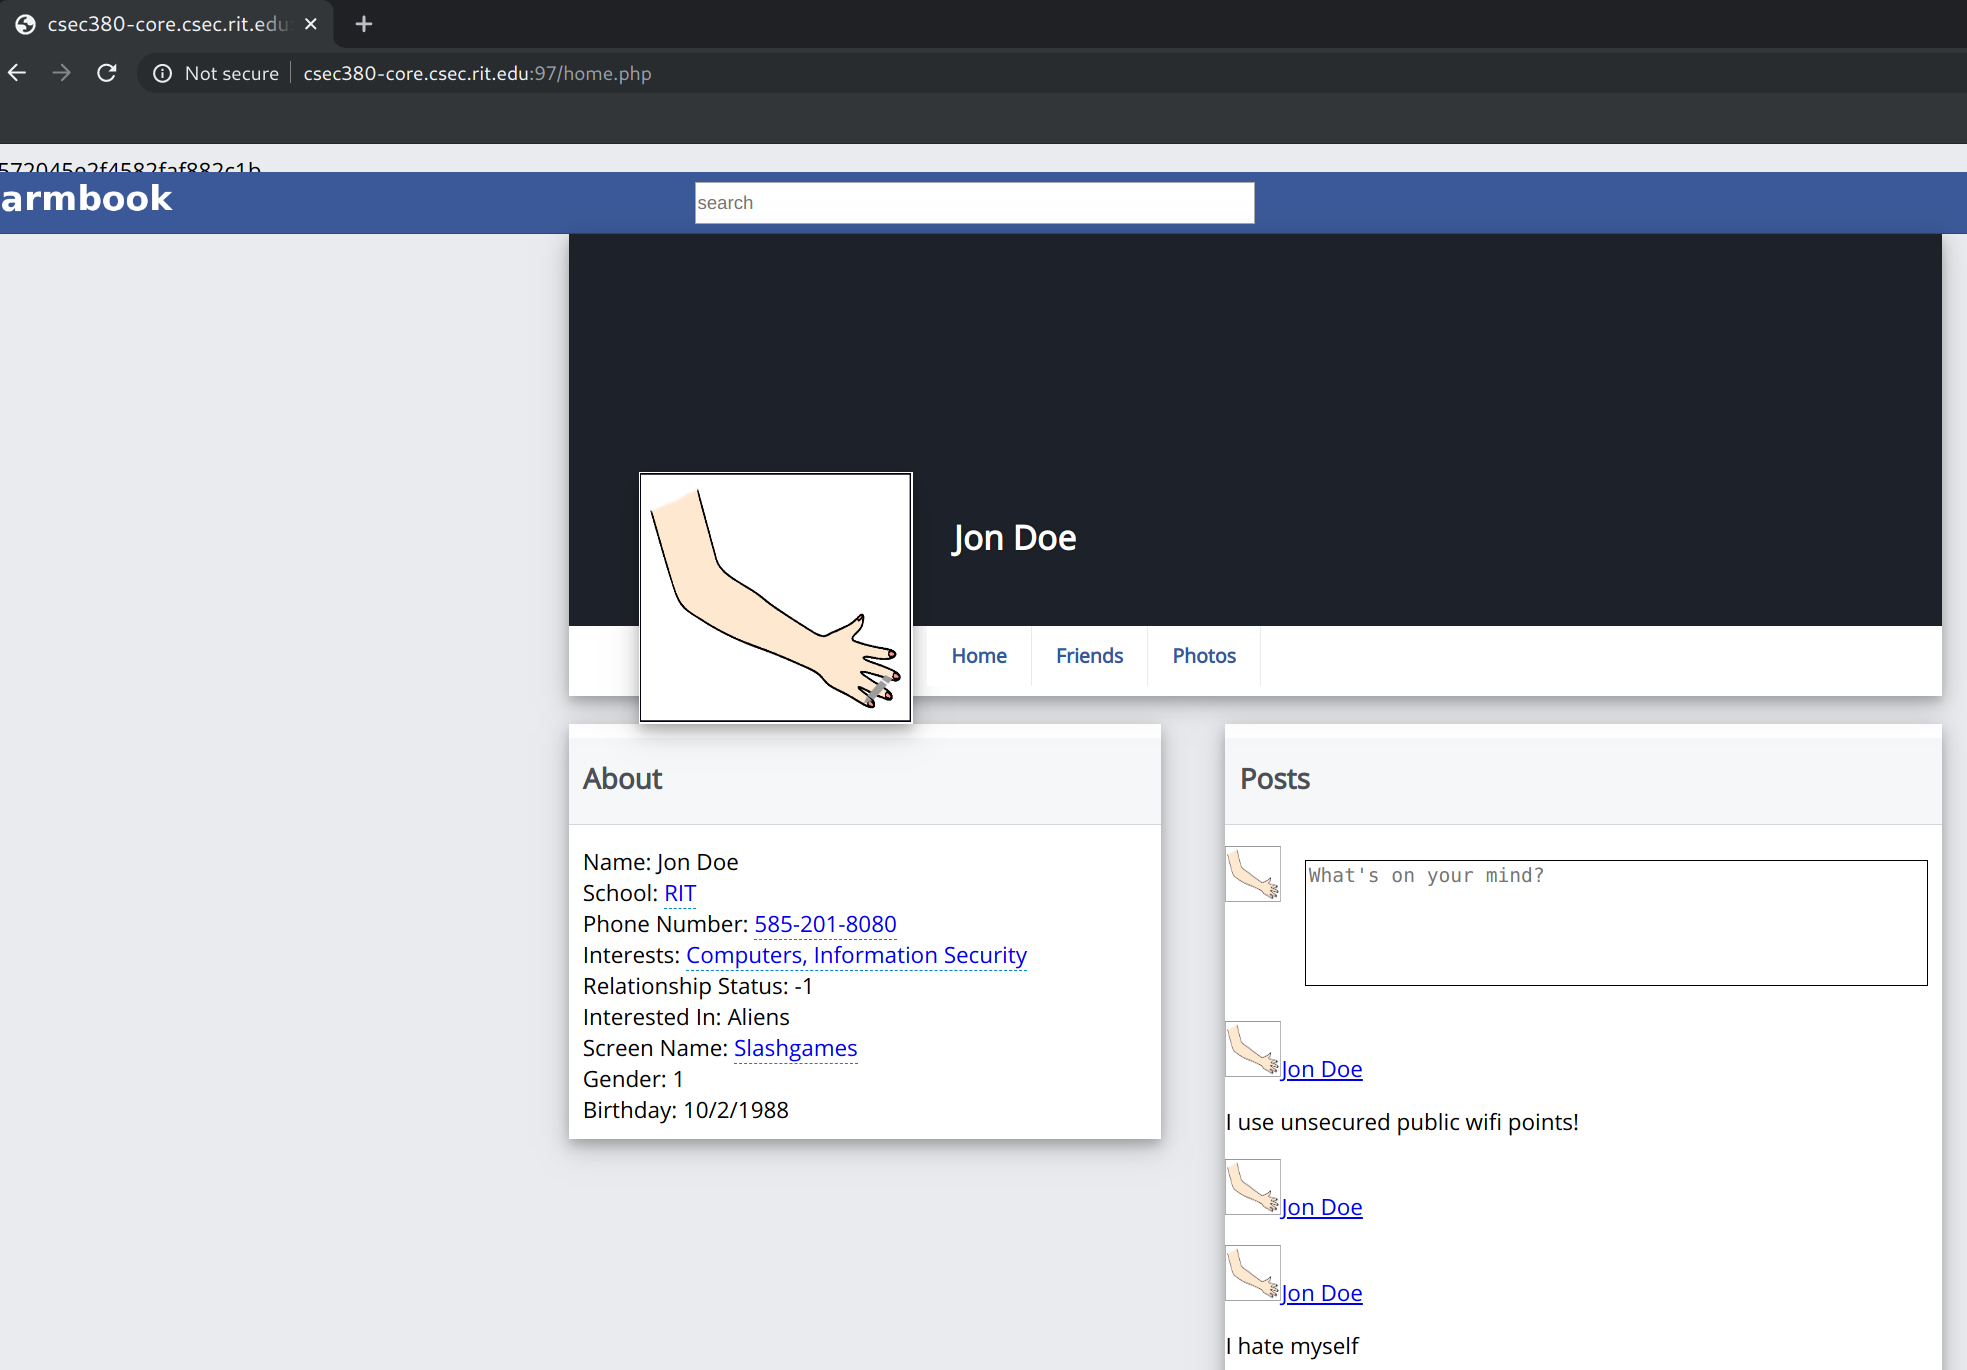 csec380-core.csec.rit.edu:
Not secure csec380-core.csec.rit.edu:97/home.php
armbook
search
Jon Doe
Home Friends Photos
About
Name: Jon Doe
School: RIT
Phone Number: 585-201-8080
Interests: Computers, Information Security
Relationship Status: -1
Interested In: Aliens
Screen Name: Slashgames
Gender: 1
Birthday: 10/2/1988
Posts
What's on your mind?
Jon Doe
I use unsecured public wifi points!
Jon Doe
Jon Doe
I hate myself